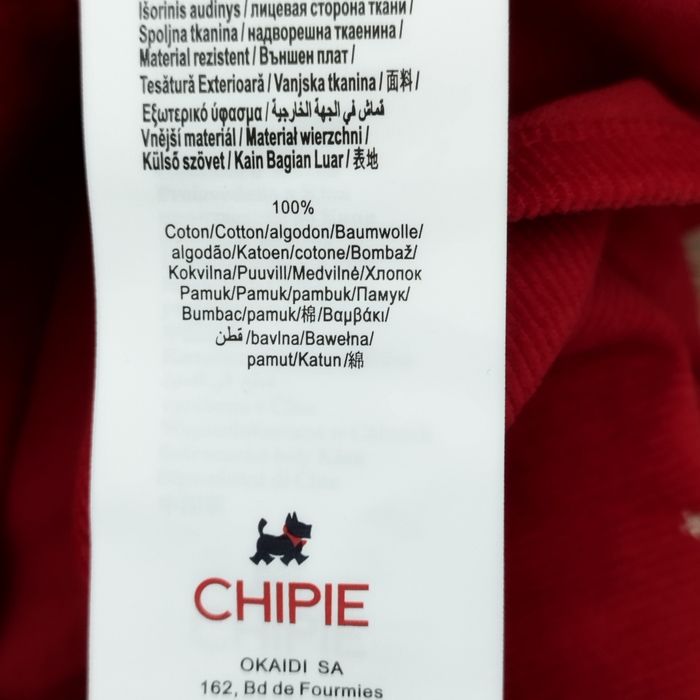 Išorinis audinys / лицевая сторона ткани /
Spoljna tkanina / надворешна ткаенина /
Material rezistent / Външен плат /
Tesătură Exterioară / Vanjska tkanina / 面料 /
Εξωτερικό ύφασμα / قماش في الجهة الخارجية
Vnější materiál / Materiał wierzchni /
Külső szövet / Kain Bagian Luar / 表地
100%
Coton/Cotton/algodon/Baumwolle/
algodão/Katoen/cotone/Bombaž/
Kokvilna/Puuvill/Medvilnė/Хлопок
Pamuk/Pamuk/pambuk/Памук/
Bumbac/pamuk/棉/Βαμβάκι/
قطن /bavlna/Bawełna/
pamut/Katun/綿
CHIPIE
OKAIDI SA
162, Bd de Fourmies